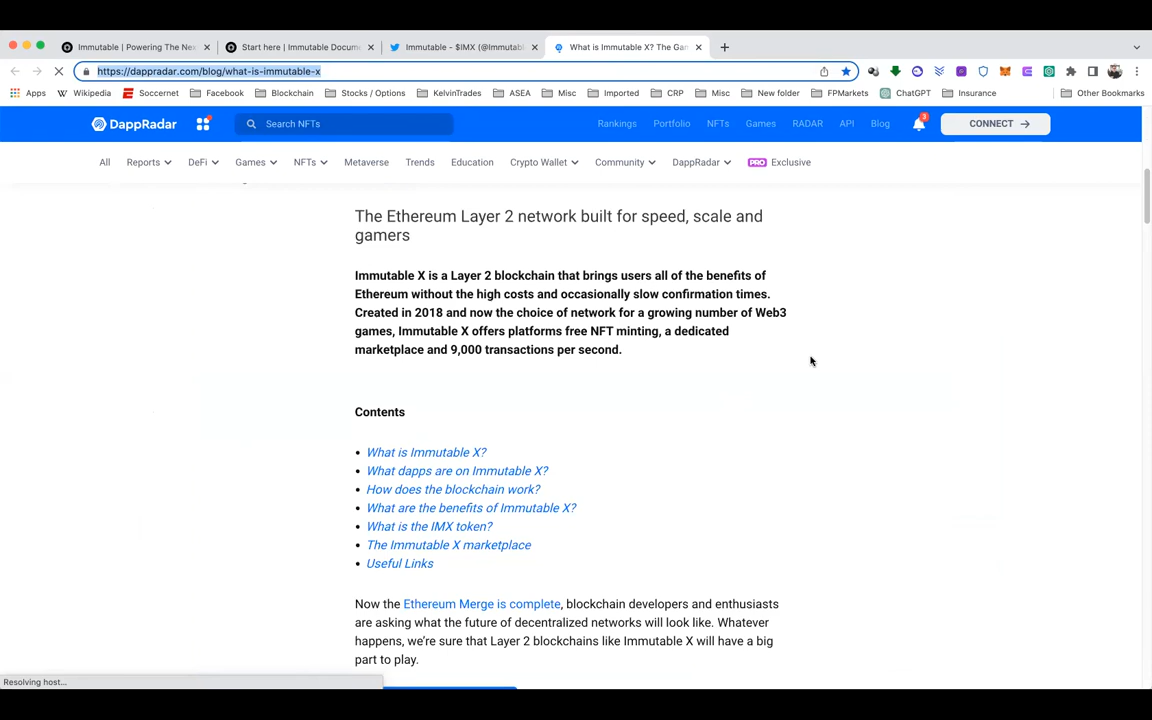 Immutable | Powering The Nex
Start here | Immutable Docum
Immutable - $IMX (@Immutabl
What is Immutable X? The Gan
https://dappradar.com/blog/what-is-immutable-x
Apps
Wikipedia
Soccernet
Facebook
Blockchain
Stocks / Options
KelvinTrades
ASEA
Misc
Imported
CRP
Misc
New folder
FPMarkets
ChatGPT
Insurance
Other Bookmarks
DappRadar
Search NFTs
Rankings
Portfolio
NFTs
Games
RADAR
API
Blog
3
CONNECT
All
Reports
DeFi
Games
NFTs
Metaverse
Trends
Education
Crypto Wallet
Community
DappRadar
PRO Exclusive
The Ethereum Layer 2 network built for speed, scale and
gamers
Immutable X is a Layer 2 blockchain that brings users all of the benefits of
Ethereum without the high costs and occasionally slow confirmation times.
Created in 2018 and now the choice of network for a growing number of Web3
games, Immutable X offers platforms free NFT minting, a dedicated
marketplace and 9,000 transactions per second.
Contents
What is Immutable X?
What dapps are on Immutable X?
How does the blockchain work?
What are the benefits of Immutable X?
What is the IMX token?
The Immutable X marketplace
Useful Links
Now the Ethereum Merge is complete, blockchain developers and enthusiasts
are asking what the future of decentralized networks will look like. Whatever
happens, we're sure that Layer 2 blockchains like Immutable X will have a big
part to play.
Resolving host...